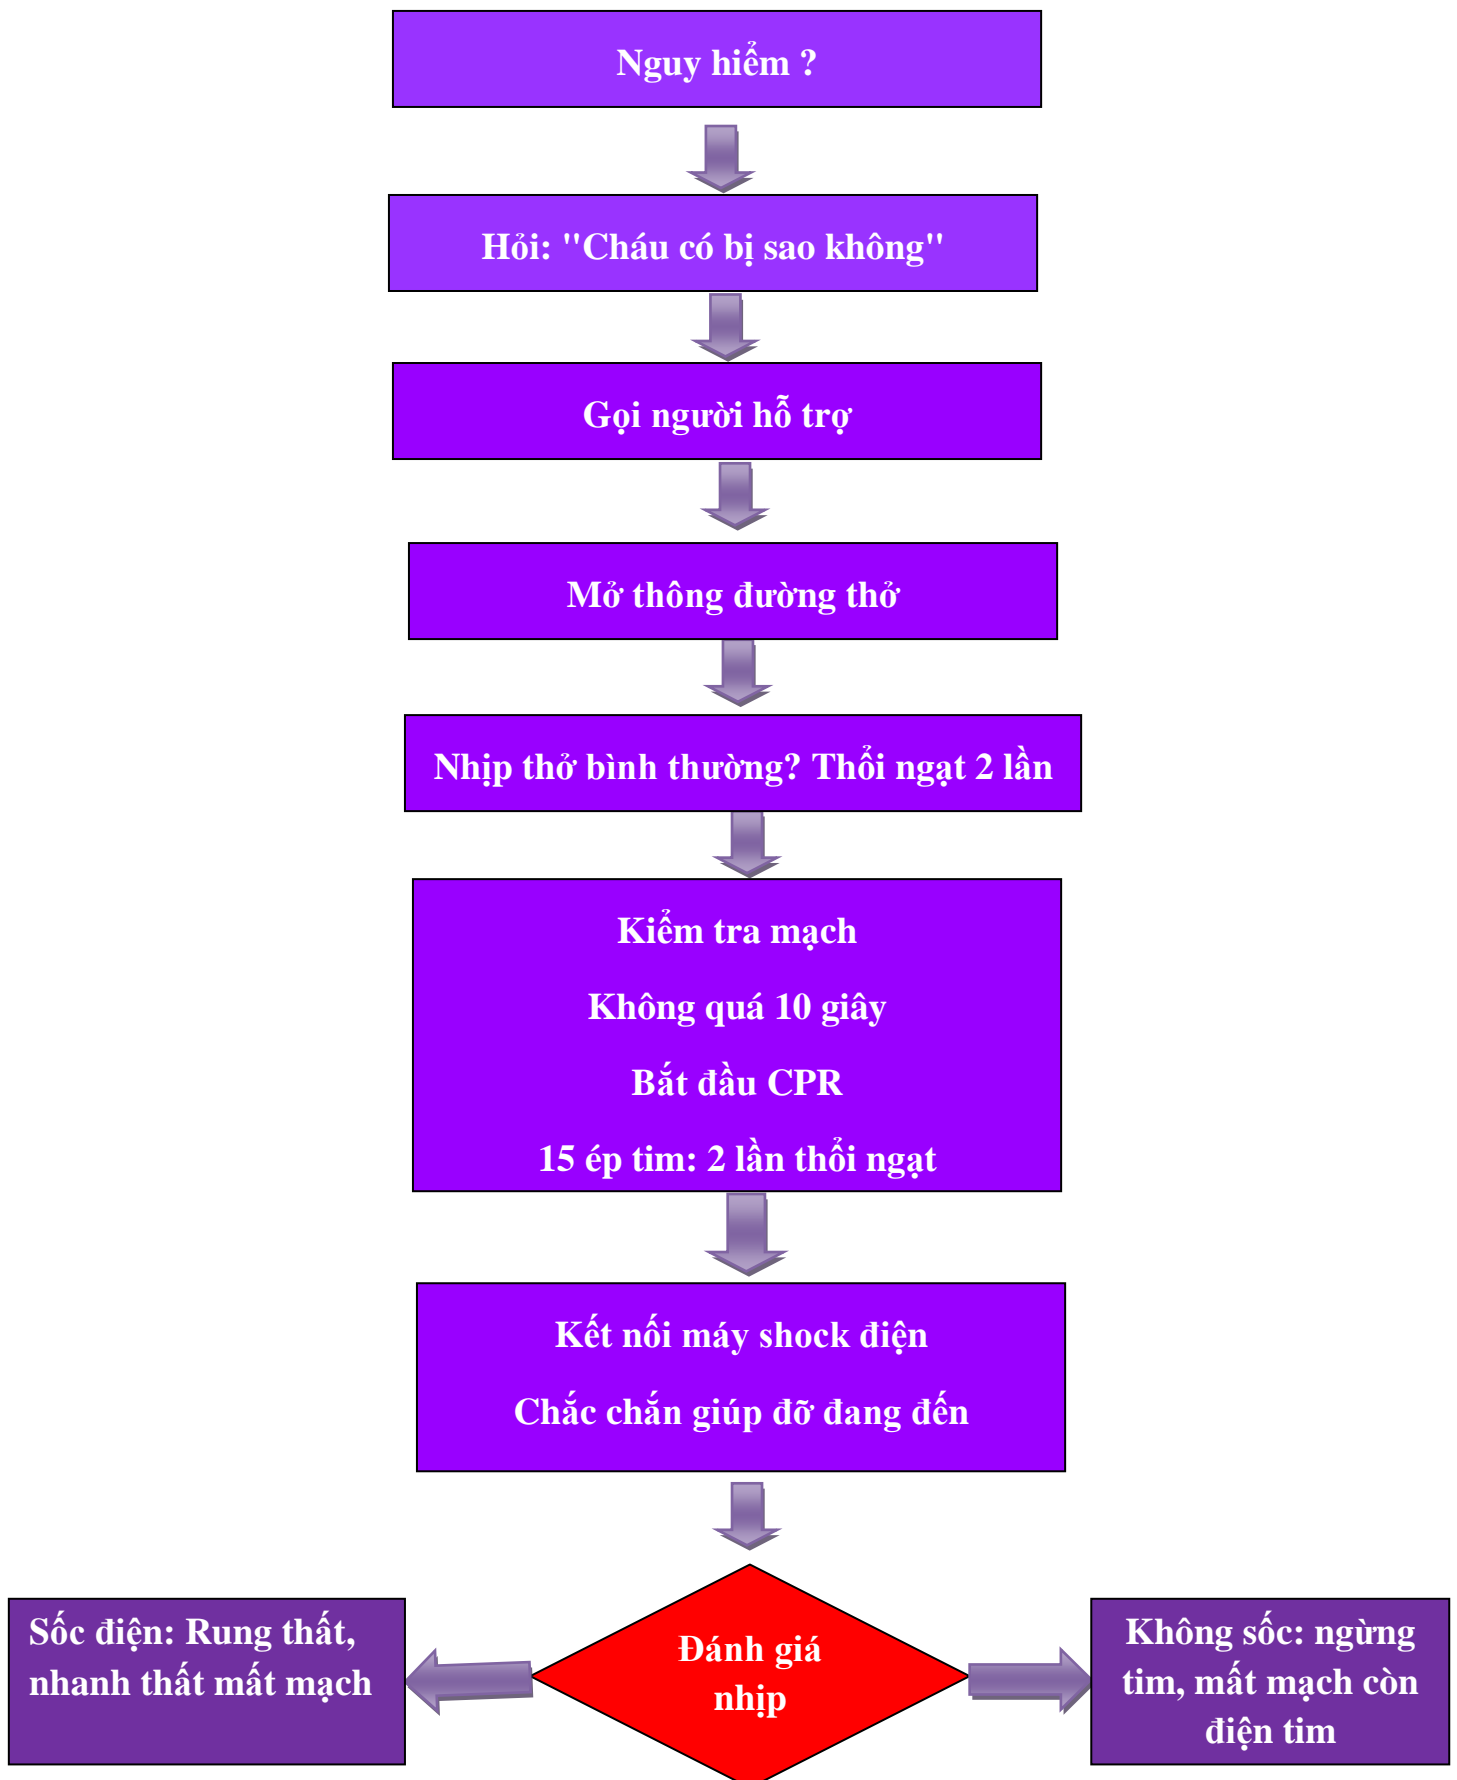 Nguy hiểm ?
Hỏi: "Cháu có bị sao không"
Gọi người hỗ trợ
Mở thông đường thở
Nhịp thở bình thường? Thổi ngạt 2 lần
Kiểm tra mạch
Không quá 10 giây
Bắt đầu CPR
15 ép tim: 2 lần thổi ngạt
Kết nối máy shock điện
Chắc chắn giúp đỡ đang đến
Sốc điện: Rung thất,
nhanh thất mất mạch
Đánh giá
nhịp
Không sốc: ngừng
tim, mất mạch còn
điện tim